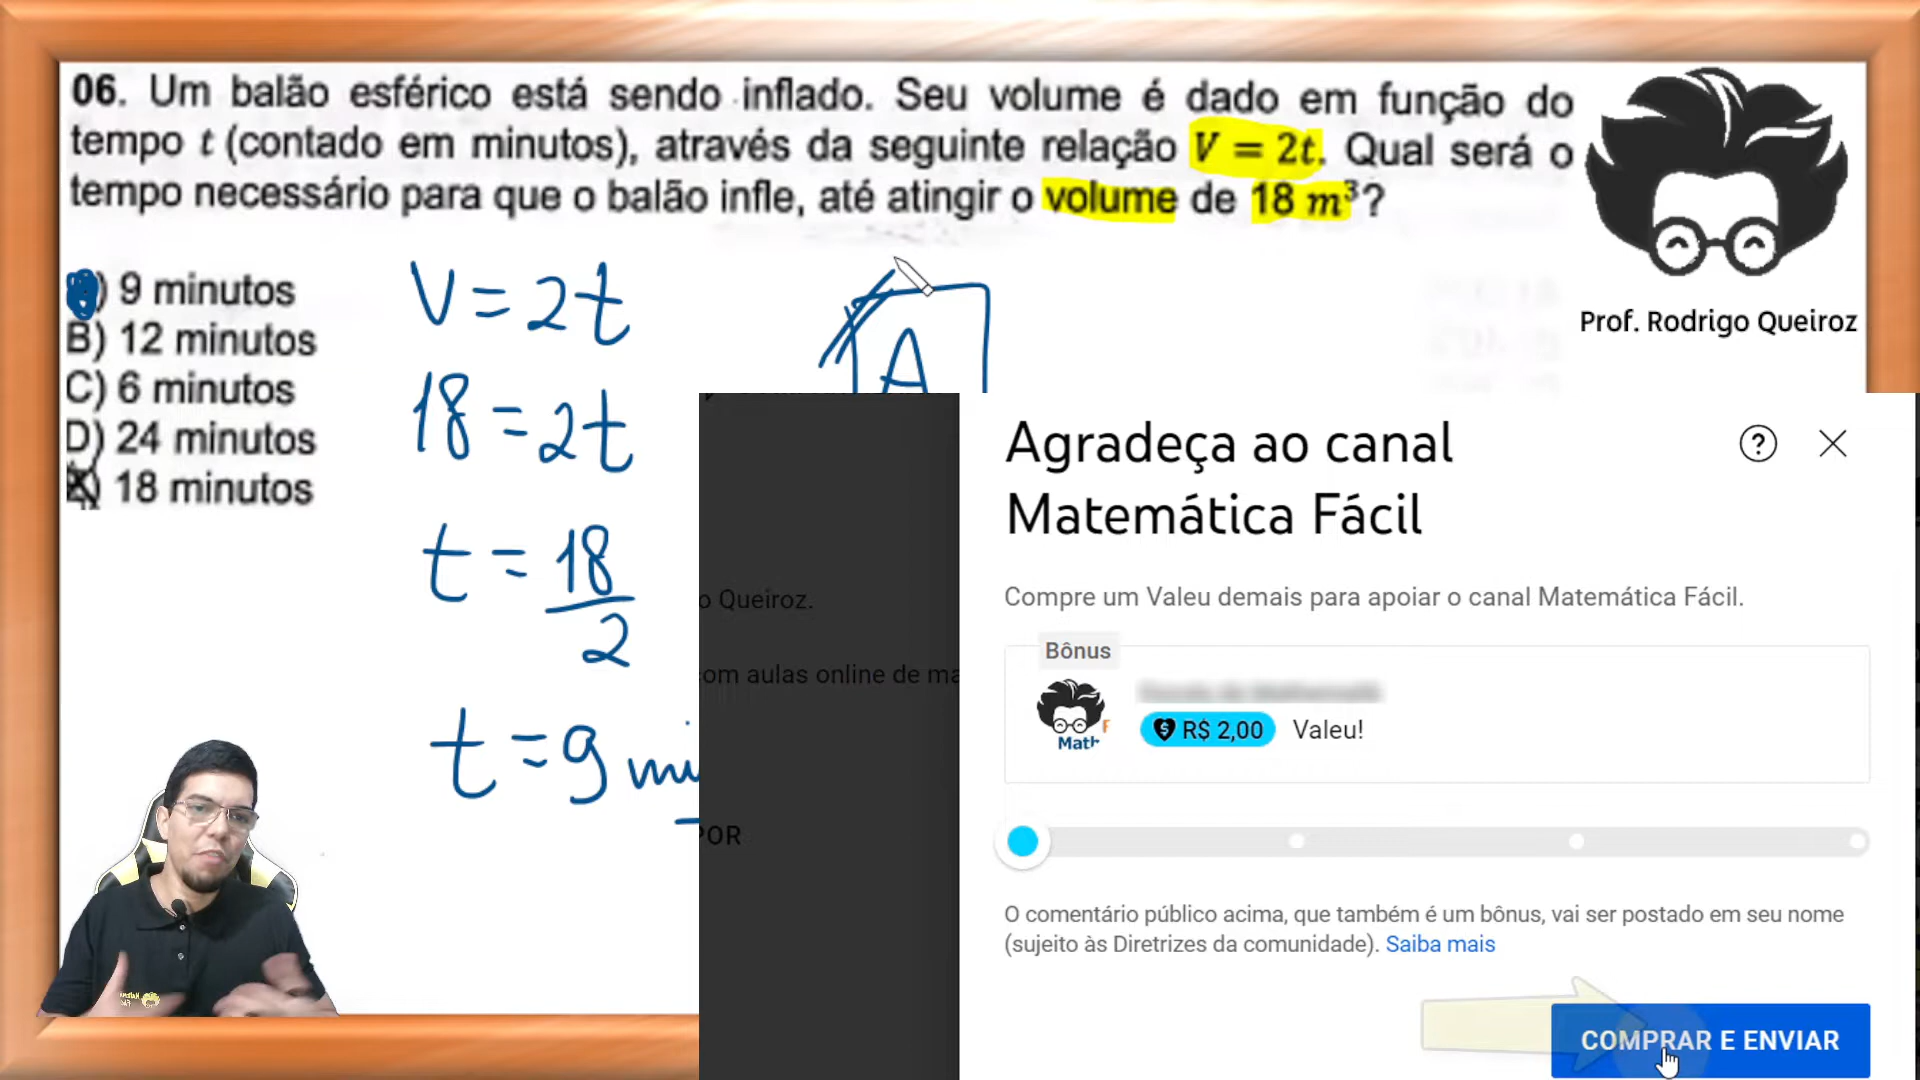 06. Um balão esférico está sendo inflado. Seu volume é dado em função do
tempo t (contado em minutos), através da seguinte relação V = 2t. Qual será o
tempo necessário para que o balão infle, até atingir o volume de 18 m³?
) 9 minutos
B) 12 minutos
C) 6 minutos
D) 24 minutos
) 18 minutos
V = 2t
18 = 2t
t = 18
2
t = 9 mi
A
Prof. Rodrigo Queiroz
o Queiroz.
om aulas online de ma
POR
Agradeça ao canal
Matemática Fácil
Compre um Valeu demais para apoiar o canal Matemática Fácil.
Bônus
Math
F
R$ 2,00 Valeu!
O comentário público acima, que também é um bônus, vai ser postado em seu nome
(sujeito às Diretrizes da comunidade). Saiba mais
COMPRAR E ENVIAR